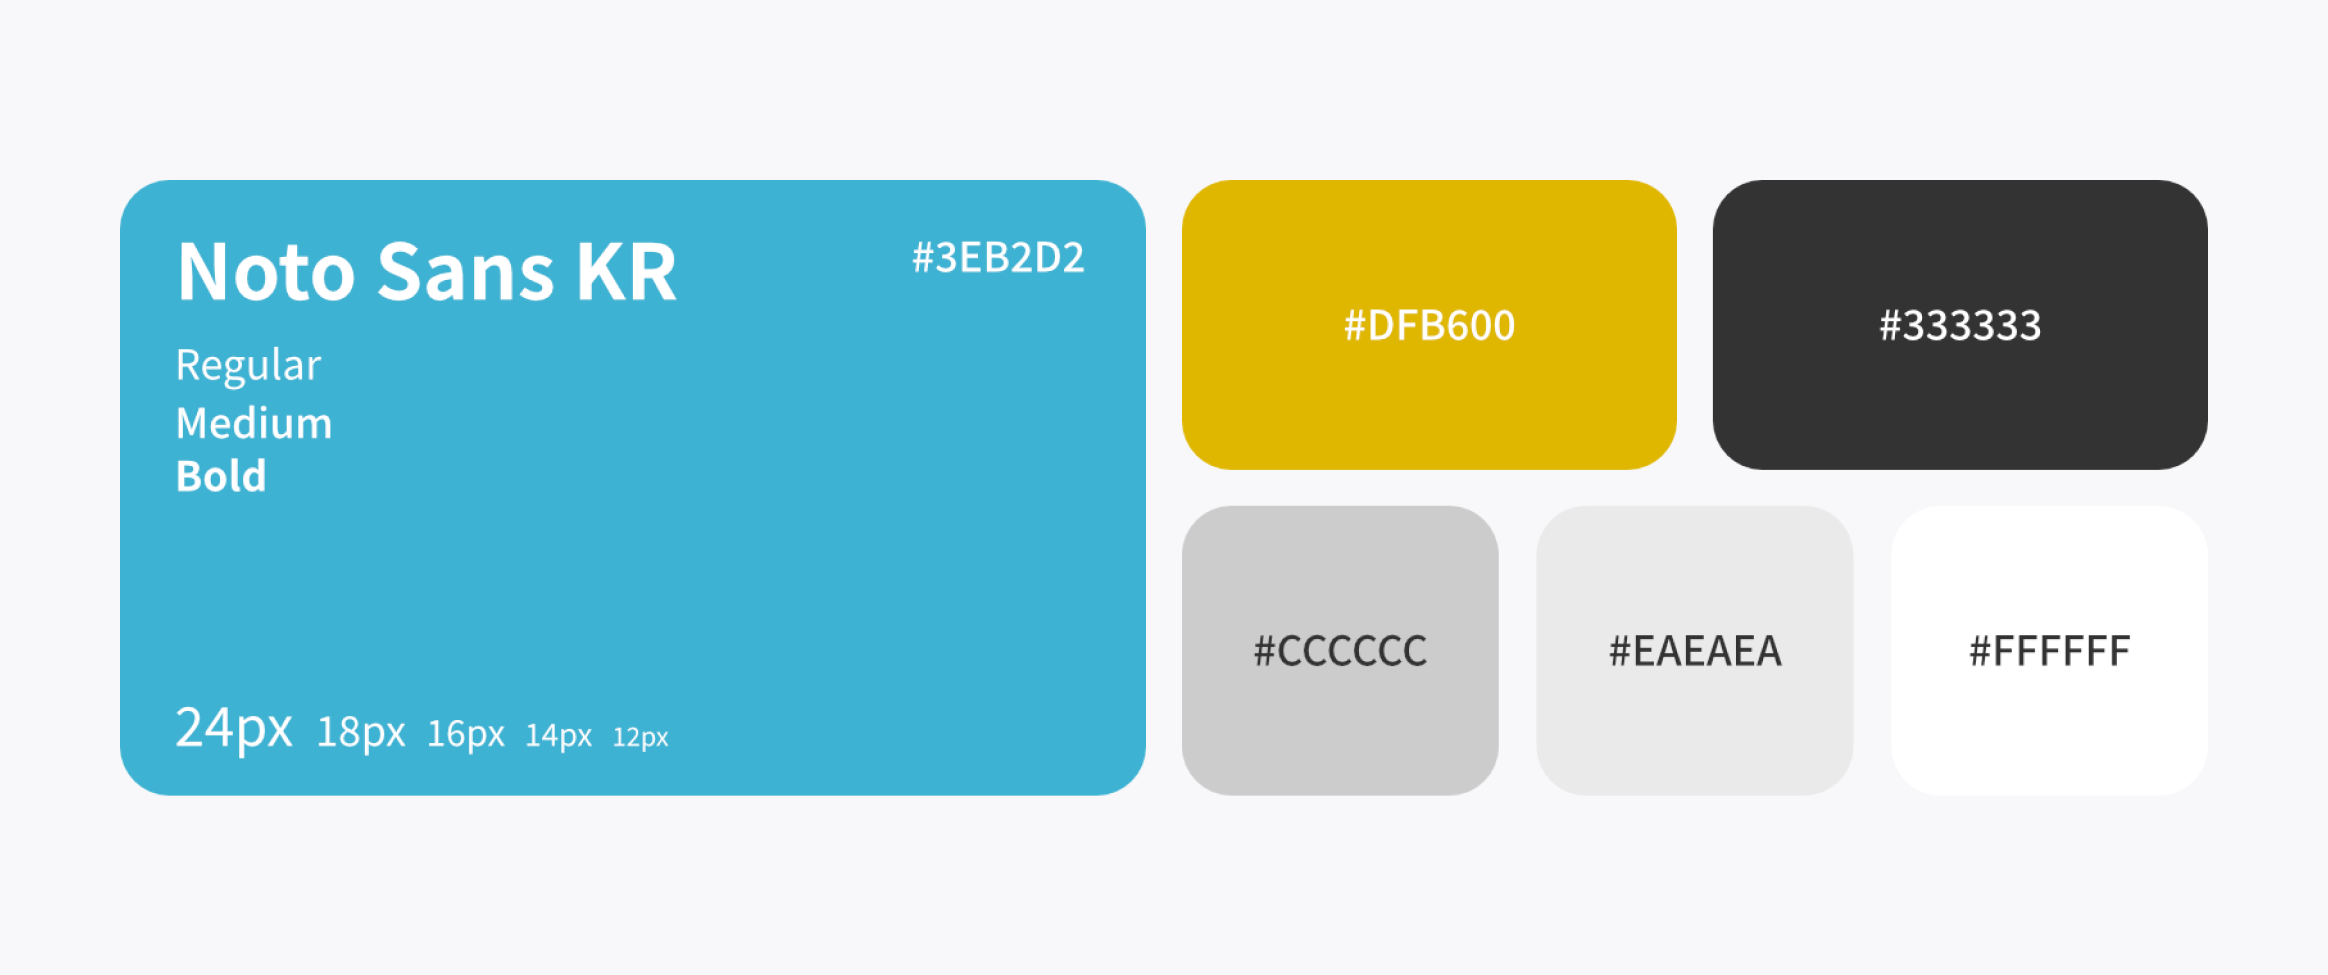 Noto Sans KR
#3EB2D2
Regular
Medium
Bold
24px 18px 16px 14px 12px
#DFB600
#333333
#CCCCCC
#EAEAEA
#FFFFFF